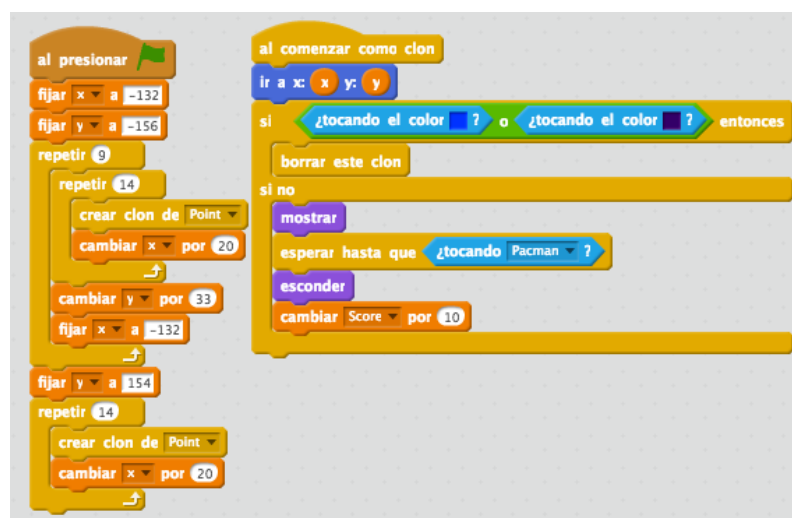 al presionar
fijar x a -132
fijar y a -156
repetir 9
repetir 14
crear clon de Point
cambiar x por 20
cambiar y por 33
fijar x a -132
fijar y a 154
repetir 14
crear clon de Point
cambiar x por 20
al comenzar como clon
ir a x: x y: y
si ¿tocando el color ? o ¿tocando el color ? entonces
borrar este clon
si no
mostrar
esperar hasta que ¿tocando Pacman ?
esconder
cambiar Score por 10